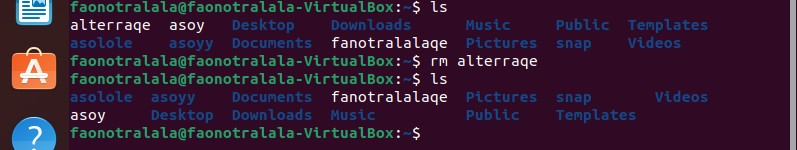 faonotralala@faonotralala-VirtualBox:~$ ls
alterraqe  asoy   Desktop    Downloads      Music     Public  Templates
asolole    asoyy  Documents  fanotralalaqe  Pictures  snap    Videos
faonotralala@faonotralala-VirtualBox:~$ rm alterraqe
faonotralala@faonotralala-VirtualBox:~$ ls
asolole  asoyy    Documents  fanotralalaqe  Pictures  snap       Videos
asoy     Desktop  Downloads  Music          Public    Templates
faonotralala@faonotralala-VirtualBox:~$
?